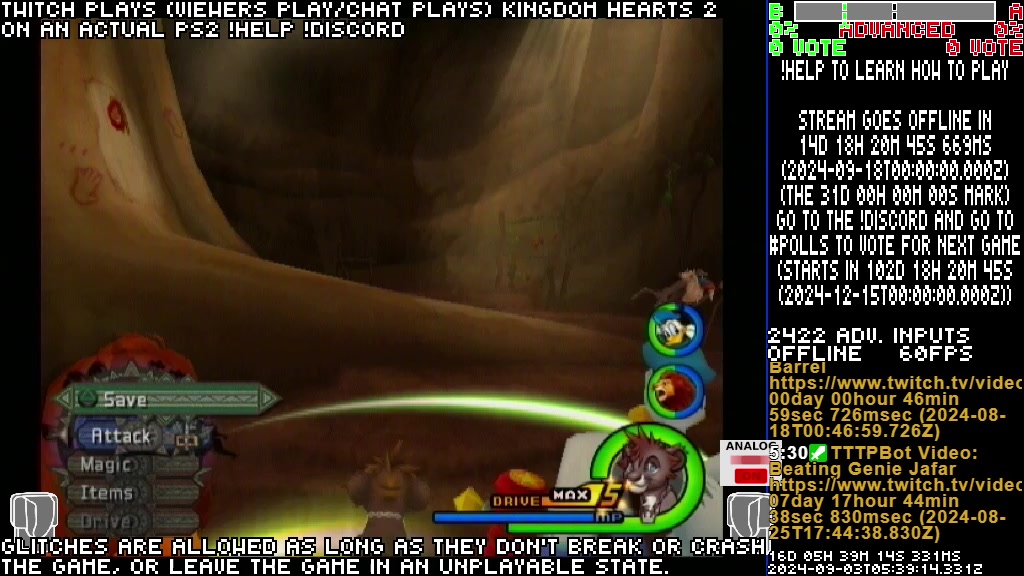 TWITCH PLAYS (VIEWERS PLAY/CHAT PLAYS) KINGDOM HEARTS 2
ON AN ACTUAL PS2 !HELP !DISCORD
B
A
0%
ADVANCED
0%
0 VOTE
0 VOTE
!HELP TO LEARN HOW TO PLAY
STREAM GOES OFFLINE IN
14D 18H 20M 45S 669MS
(2024-09-18T00:00:00.000Z)
(THE 31D 00H 00M 00S MARK)
GO TO THE !DISCORD AND GO TO
#POLLS TO VOTE FOR NEXT GAME
(STARTS IN 102D 18H 20M 45S
(2024-12-15T00:00:00.000Z))
2422 ADV. INPUTS
OFFLINE 60FPS
Barrel
https://www.twitch.tv/video
00day 00hour 46min
59sec 726msec (2024-08-
18T00:46:59.726Z)
5:30 TTTPBot Video:
Beating Genie Jafar
https://www.twitch.tv/video
07day 17hour 44min
38sec 830msec (2024-08-
25T17:44:38.830Z)
16D 05H 39M 14S 331MS
2024-09-03T05:39:14.331Z
Save
Attack
Magic
Items
Drive
DRIVE MAX 5
MP
ANALOG
GLITCHES ARE ALLOWED AS LONG AS THEY DON'T BREAK OR CRASH
THE GAME, OR LEAVE THE GAME IN AN UNPLAYABLE STATE.